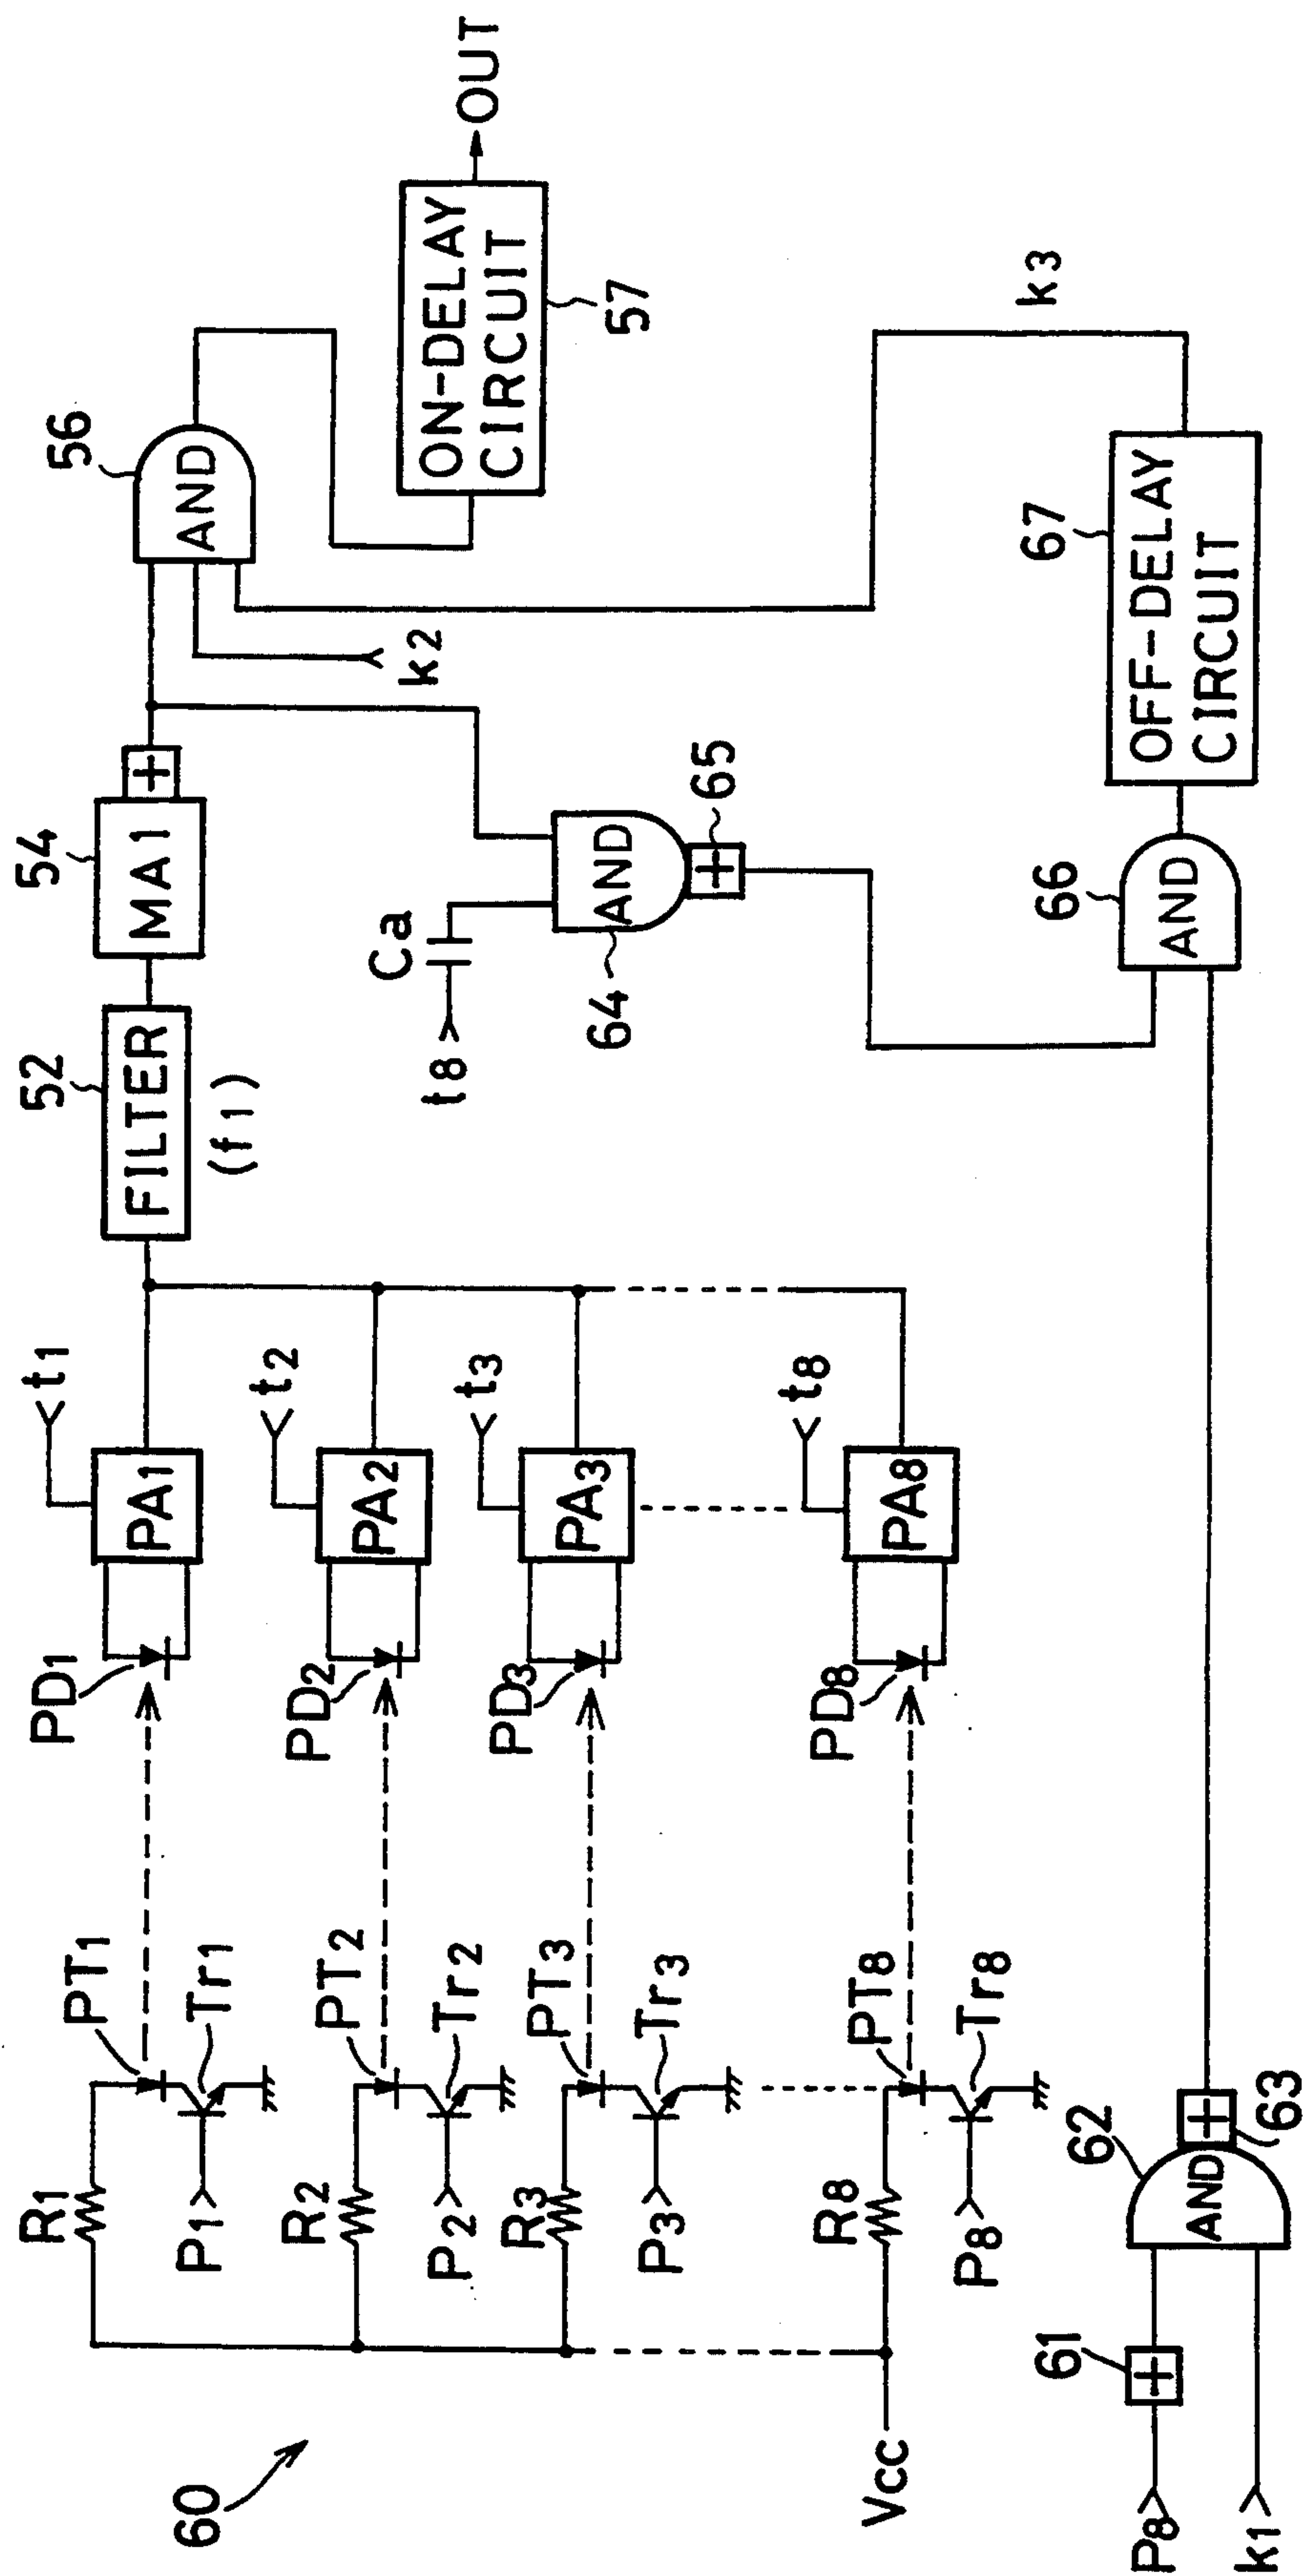 60
R1
PT1
Tr1
P1
PD1
PA1
t1
52
FILTER
(f1)
54
MA1
+
56
AND
k2
ON-DELAY
CIRCUIT
57
OUT
R2
PT2
Tr2
P2
PD2
PA2
t2
R3
PT3
Tr3
P3
PD3
PA3
t3
t8
Ca
64
AND
+
65
R8
PT8
Tr8
P8
PD8
PA8
t8
Vcc
k3
P8
61
+
k1
62
AND
+
63
66
AND
67
OFF-DELAY
CIRCUIT